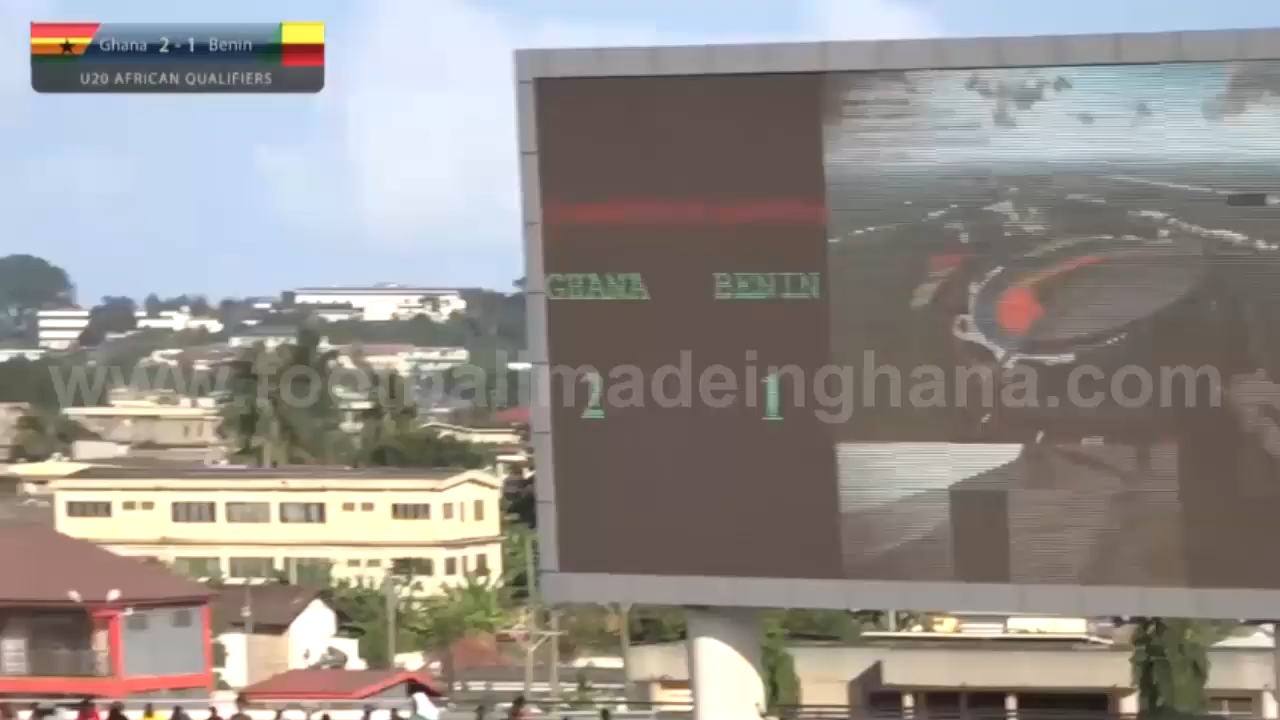 Ghana 2 - 1 Benin
U20 AFRICAN QUALIFIERS
GHANA BENIN
www.footballmadeinghana.com
2 1